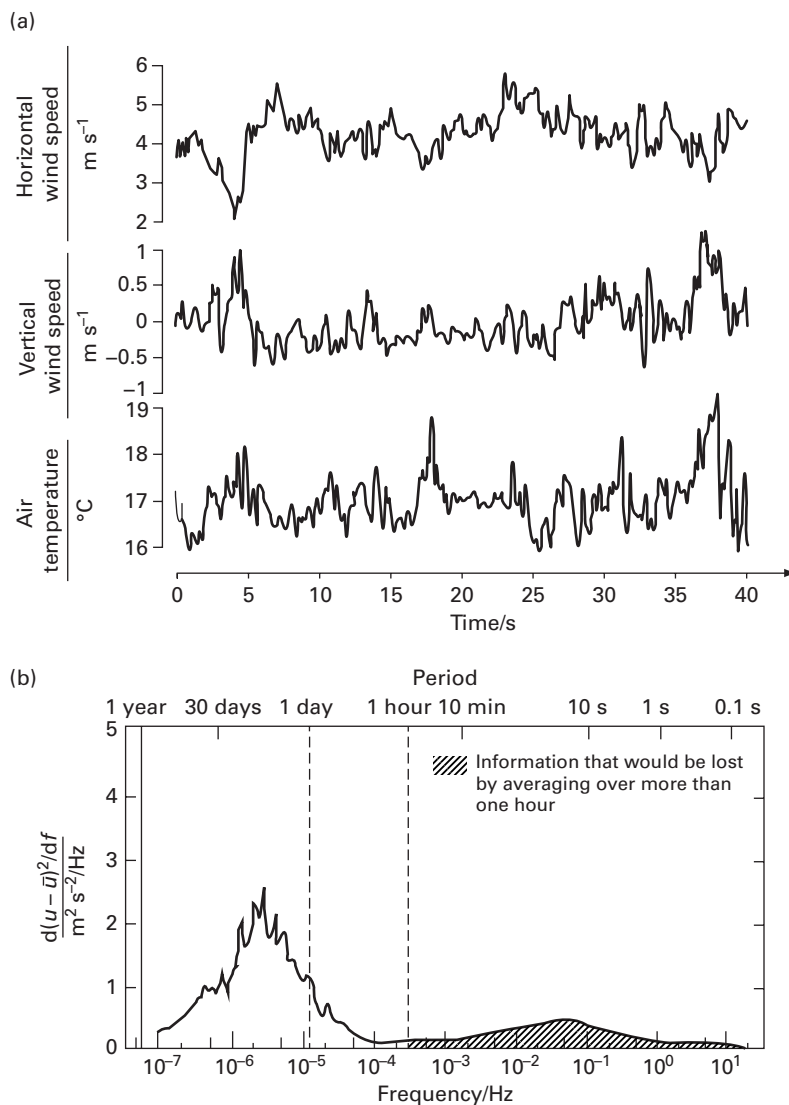 (a)
Horizontal
wind speed
m s⁻¹
6
5
4
3
2
Vertical
wind speed
m s⁻¹
1
0.5
0
−0.5
−1
Air
temperature
°C
19
18
17
16
0 5 10 15 20 25 30 35 40
Time/s
(b)
Period
1 year 30 days 1 day 1 hour 10 min 10 s 1 s 0.1 s
d(u − ū)²/df
m² s⁻²/Hz
5
4
3
2
1
0
Information that would be lost
by averaging over more than
one hour
10⁻⁷ 10⁻⁶ 10⁻⁵ 10⁻⁴ 10⁻³ 10⁻² 10⁻¹ 10⁰ 10¹
Frequency/Hz